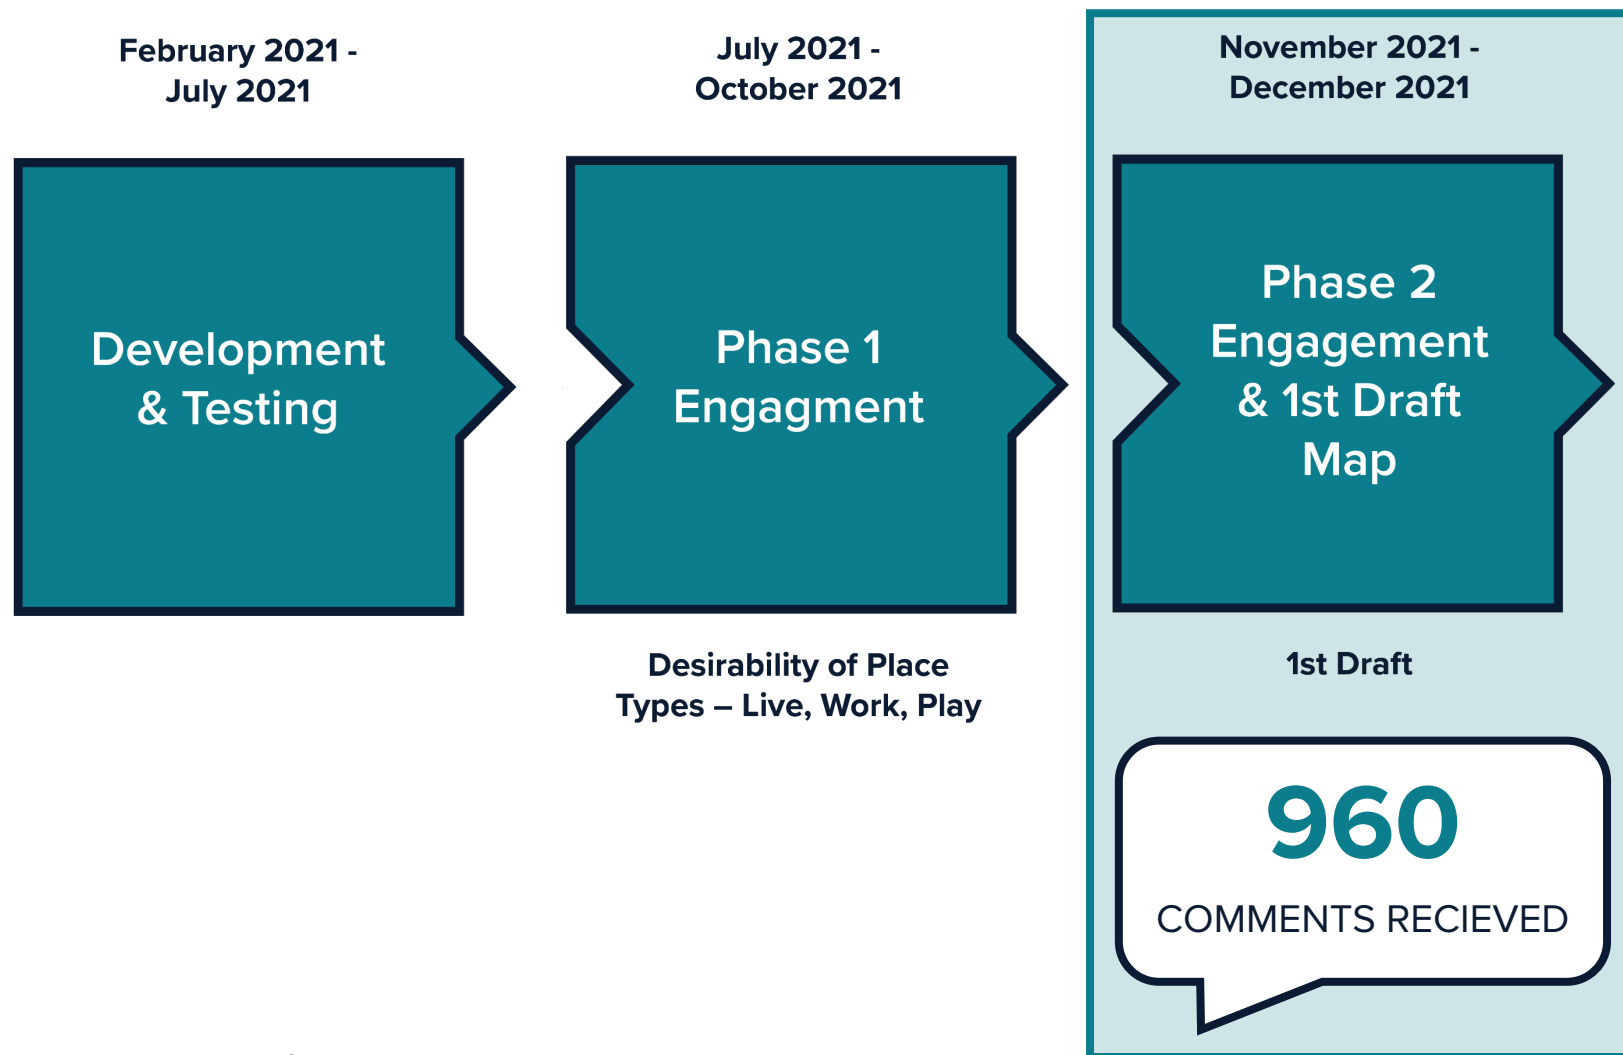 February 2021 -
July 2021
Development
& Testing
July 2021 -
October 2021
Phase 1
Engagment
Desirability of Place
Types – Live, Work, Play
November 2021 -
December 2021
Phase 2
Engagement
& 1st Draft
Map
1st Draft
960
COMMENTS RECIEVED